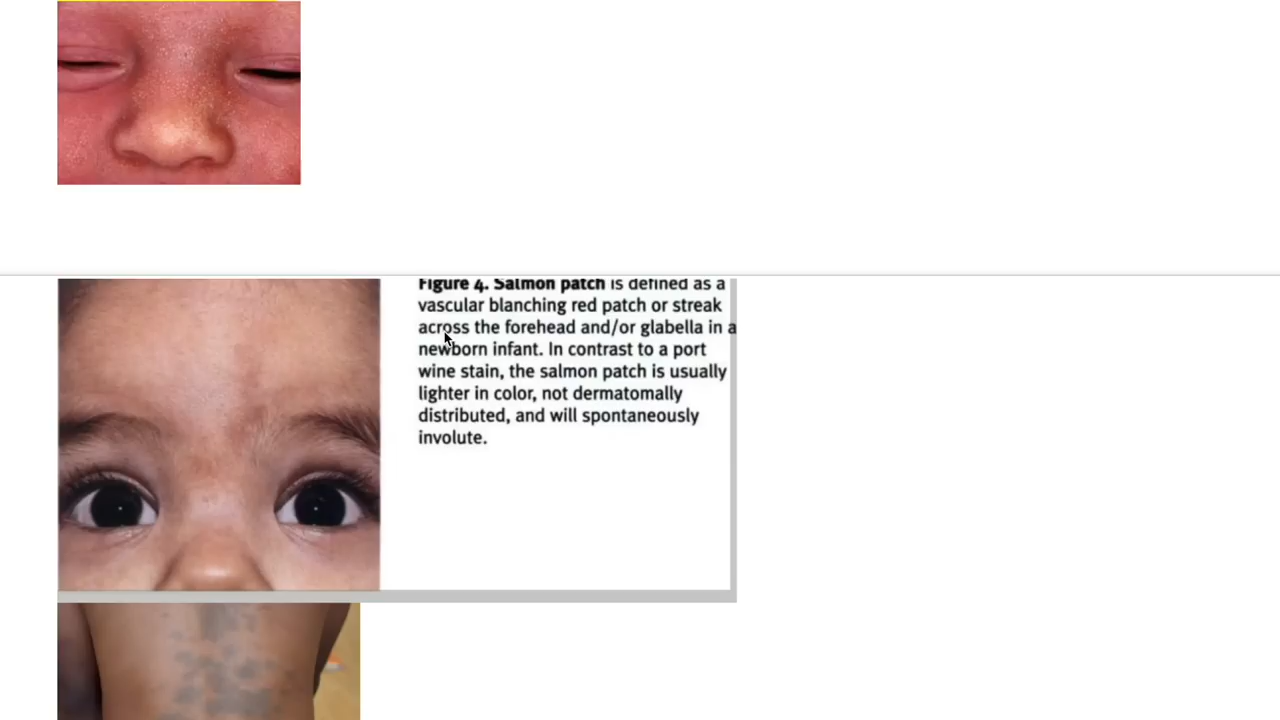 Figure 4. Salmon patch is defined as a
vascular blanching red patch or streak
across the forehead and/or glabella in a
newborn infant. In contrast to a port
wine stain, the salmon patch is usually
lighter in color, not dermatomally
distributed, and will spontaneously
involute.